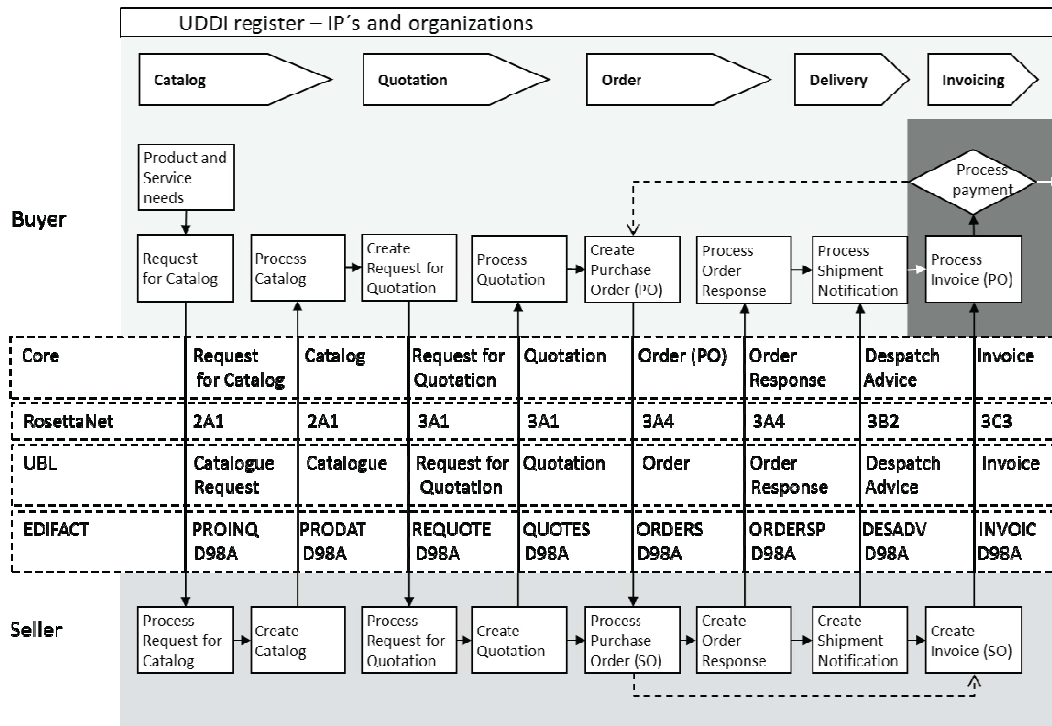 UDDI register – IP´s and organizations
Catalog
Quotation
Order
Delivery
Invoicing
Buyer
Product and
Service
needs
Process
payment
Request
for Catalog
Process
Catalog
Create
Request for
Quotation
Process
Quotation
Create
Purchase
Order (PO)
Process
Order
Response
Process
Shipment
Notification
Process
Invoice (PO)
Core
Request
for Catalog
Catalog
Request for
Quotation
Quotation
Order (PO)
Order
Response
Despatch
Advice
Invoice
RosettaNet
2A1
2A1
3A1
3A1
3A4
3A4
3B2
3C3
UBL
Catalogue
Request
Catalogue
Request for
Quotation
Quotation
Order
Order
Response
Despatch
Advice
Invoice
EDIFACT
PROINQ
D98A
PRODAT
D98A
REQUOTE
D98A
QUOTES
D98A
ORDERS
D98A
ORDERSP
D98A
DESADV
D98A
INVOIC
D98A
Seller
Process
Request for
Catalog
Create
Catalog
Process
Request for
Quotation
Create
Quotation
Process
Purchase
Order (SO)
Create
Order
Response
Create
Shipment
Notification
Create
Invoice (SO)